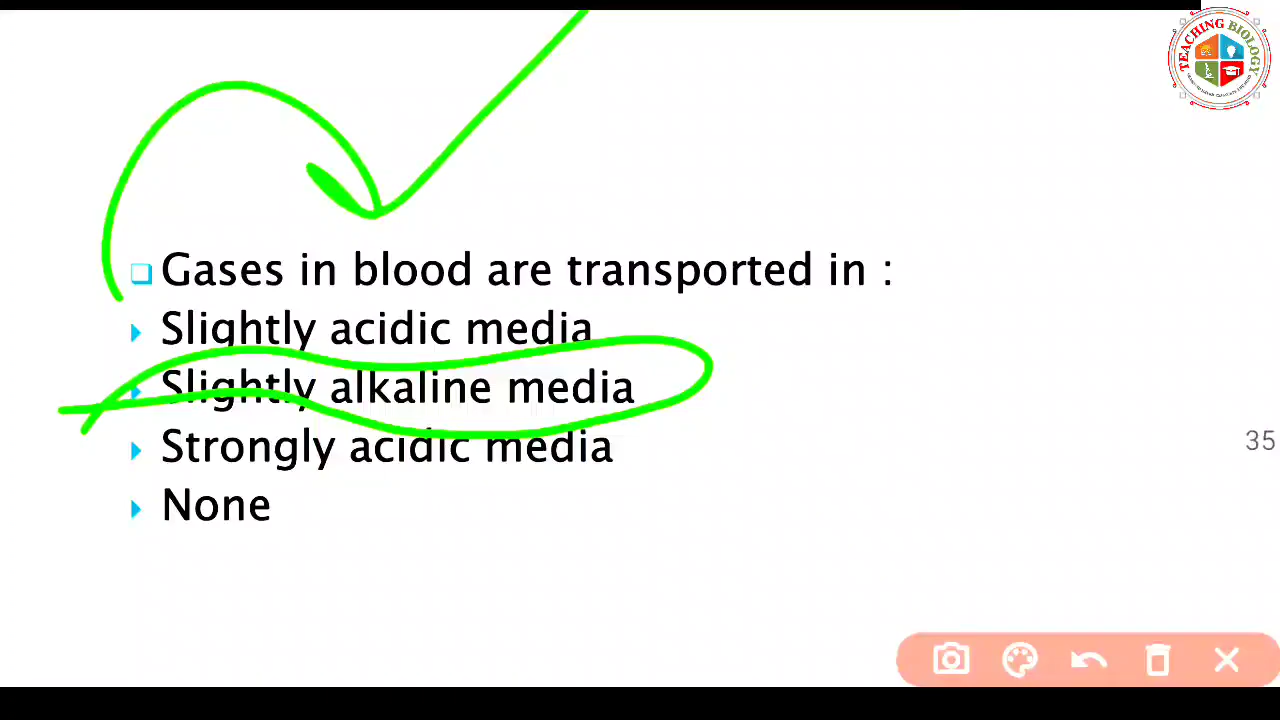 TEACHING BIOLOGY
Gases in blood are transported in :
Slightly acidic media
Slightly alkaline media
Strongly acidic media
None
35